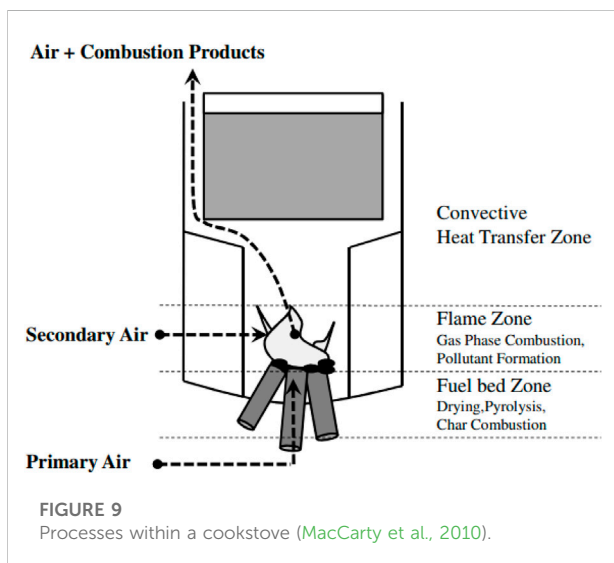 Air + Combustion Products
Convective
Heat Transfer Zone
Flame Zone
Gas Phase Combustion,
Pollutant Formation
Secondary Air
Fuel bed Zone
Drying,Pyrolysis,
Char Combustion
Primary Air
FIGURE 9
Processes within a cookstove (MacCarty et al., 2010).